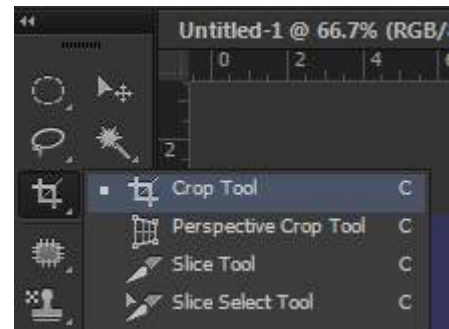 Untitled-1 @ 66.7% (RGB/
0 2 4
2
Crop Tool C
Perspective Crop Tool C
Slice Tool C
Slice Select Tool C